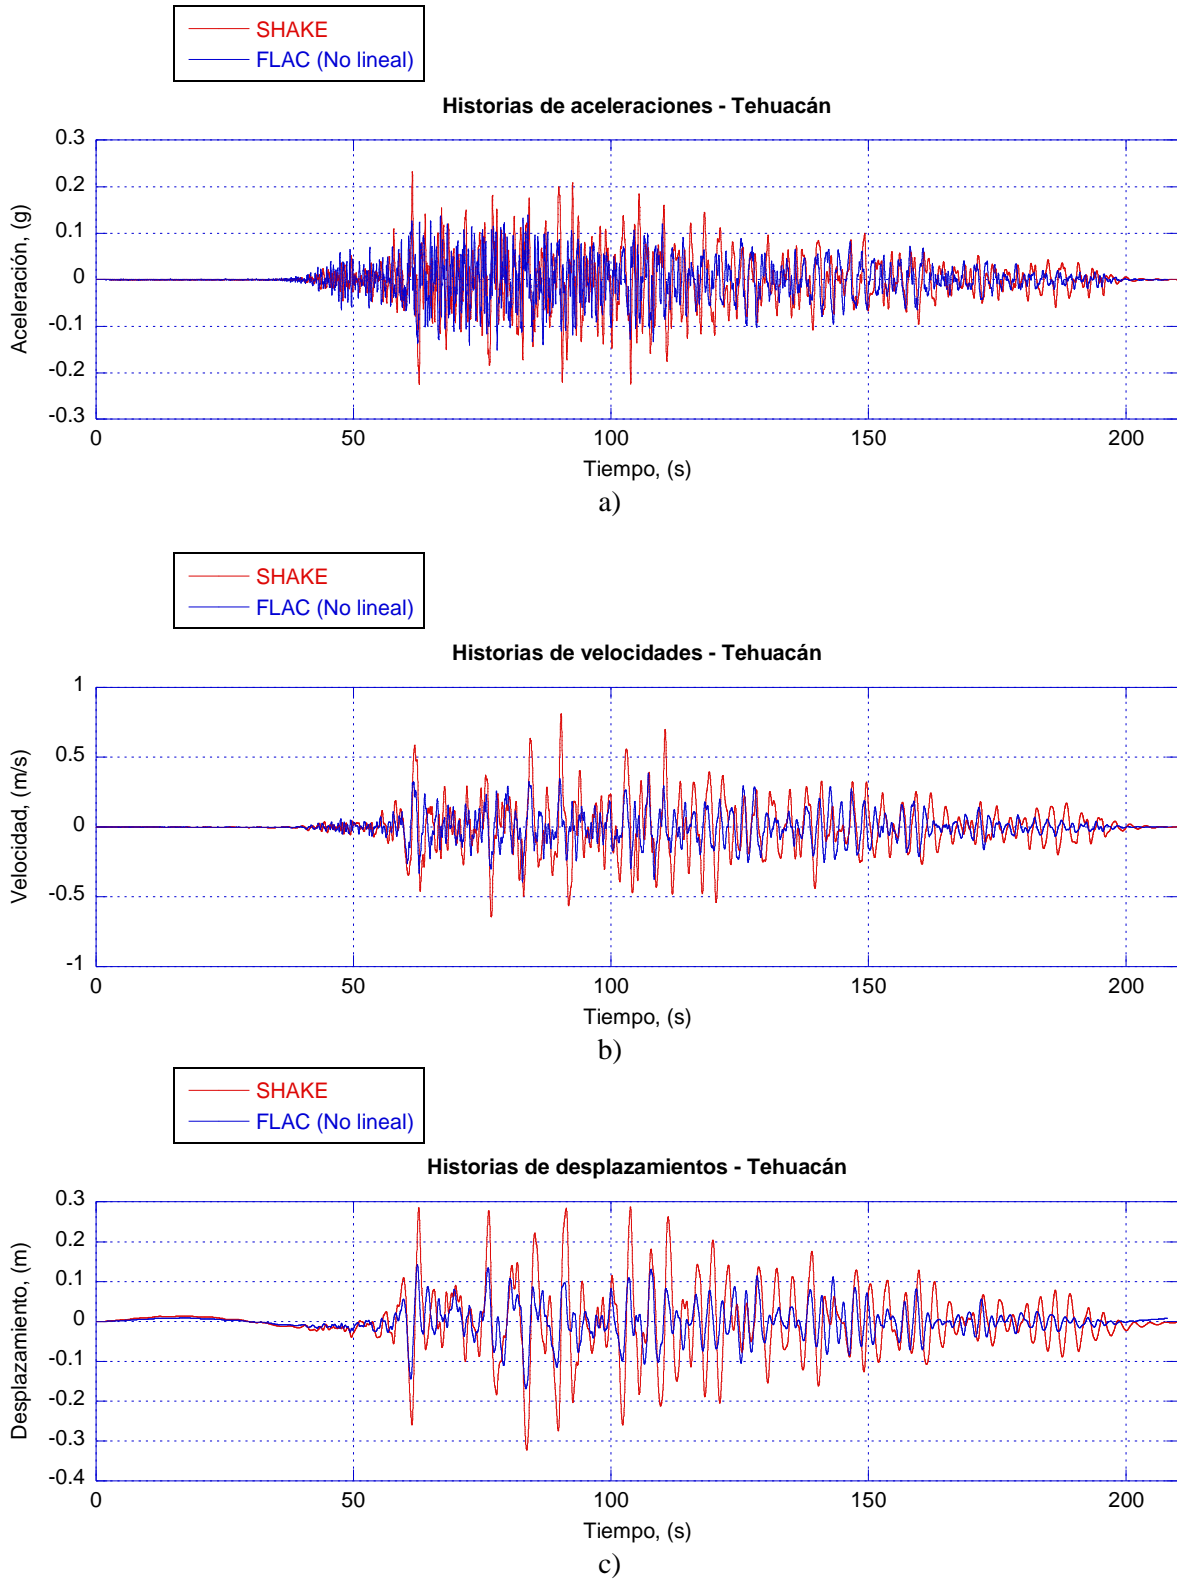 SHAKE
FLAC (No lineal)
Historias de aceleraciones - Tehuacán
0.3
0.2
0.1
0
-0.1
-0.2
-0.3
Aceleración, (g)
0 50 100 150 200
Tiempo, (s)
a)
SHAKE
FLAC (No lineal)
Historias de velocidades - Tehuacán
1
0.5
0
-0.5
-1
Velocidad, (m/s)
0 50 100 150 200
Tiempo, (s)
b)
SHAKE
FLAC (No lineal)
Historias de desplazamientos - Tehuacán
0.3
0.2
0.1
0
-0.1
-0.2
-0.3
-0.4
Desplazamiento, (m)
0 50 100 150 200
Tiempo, (s)
c)